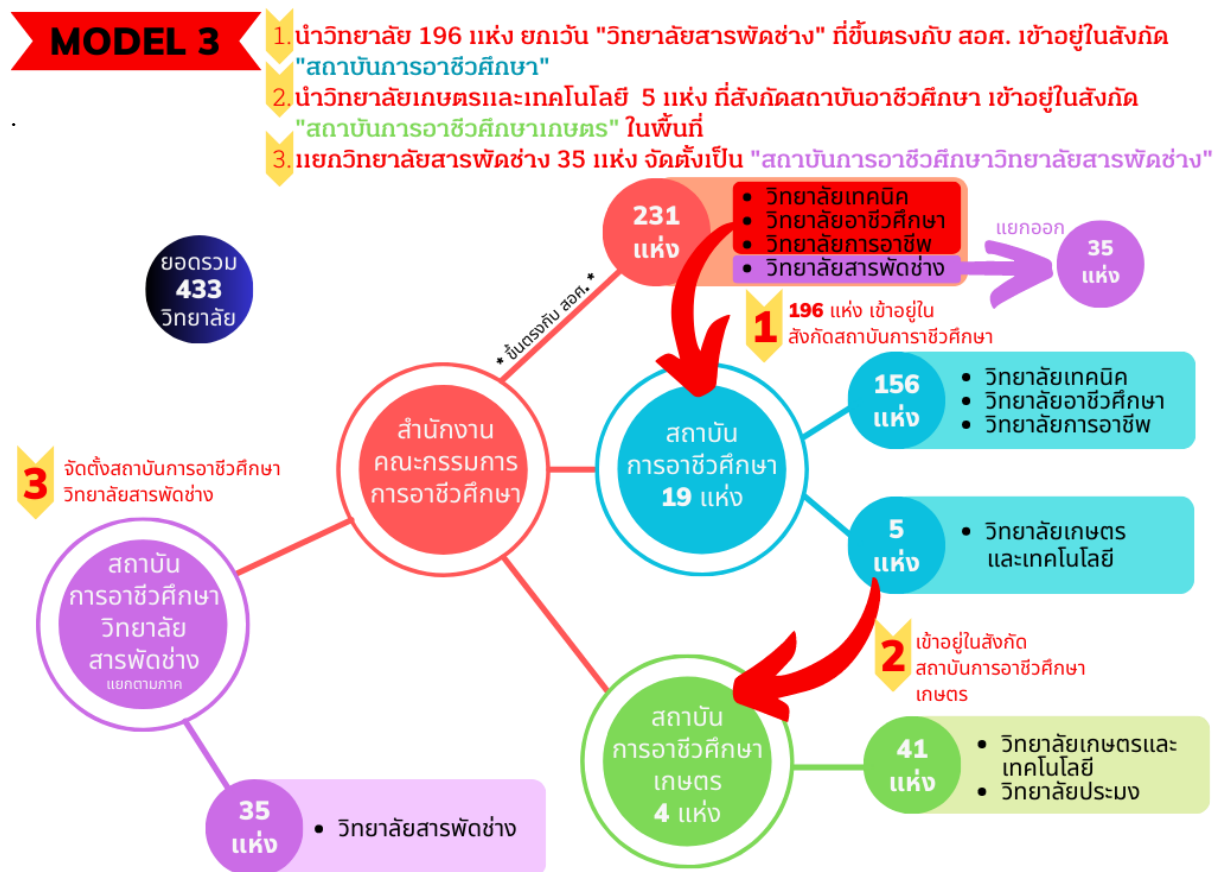 MODEL 3
1. นำวิทยาลัย 196 แห่ง ยกเว้น "วิทยาลัยสารพัดช่าง" ที่ขึ้นตรงกับ สอศ. เข้าอยู่ในสังกัด
"สถาบันการอาชีวศึกษา"
2. นำวิทยาลัยเกษตรและเทคโนโลยี 5 แห่ง ที่สังกัดสถาบันอาชีวศึกษา เข้าอยู่ในสังกัด
"สถาบันการอาชีวศึกษาเกษตร" ในพื้นที่
3. แยกวิทยาลัยสารพัดช่าง 35 แห่ง จัดตั้งเป็น "สถาบันการอาชีวศึกษาวิทยาลัยสารพัดช่าง"
.
231
แห่ง
• วิทยาลัยเทคนิค
• วิทยาลัยอาชีวศึกษา
• วิทยาลัยการอาชีพ
• วิทยาลัยสารพัดช่าง
แยกออก
35
แห่ง
ยอดรวม
433
วิทยาลัย
* ขึ้นตรงกับ สอศ. *
1
196 แห่ง เข้าอยู่ใน
สังกัดสถาบันการาชีวศึกษา
156
แห่ง
• วิทยาลัยเทคนิค
• วิทยาลัยอาชีวศึกษา
• วิทยาลัยการอาชีพ
สำนักงาน
คณะกรรมการ
การอาชีวศึกษา
สถาบัน
การอาชีวศึกษา
19 แห่ง
3
จัดตั้งสถาบันการอาชีวศึกษา
วิทยาลัยสารพัดช่าง
5
แห่ง
• วิทยาลัยเกษตร
และเทคโนโลยี
สถาบัน
การอาชีวศึกษา
วิทยาลัย
สารพัดช่าง
แยกตามภาค
2
เข้าอยู่ในสังกัด
สถาบันการอาชีวศึกษา
เกษตร
สถาบัน
การอาชีวศึกษา
เกษตร
4 แห่ง
41
แห่ง
• วิทยาลัยเกษตรและ
เทคโนโลยี
• วิทยาลัยประมง
35
แห่ง
• วิทยาลัยสารพัดช่าง